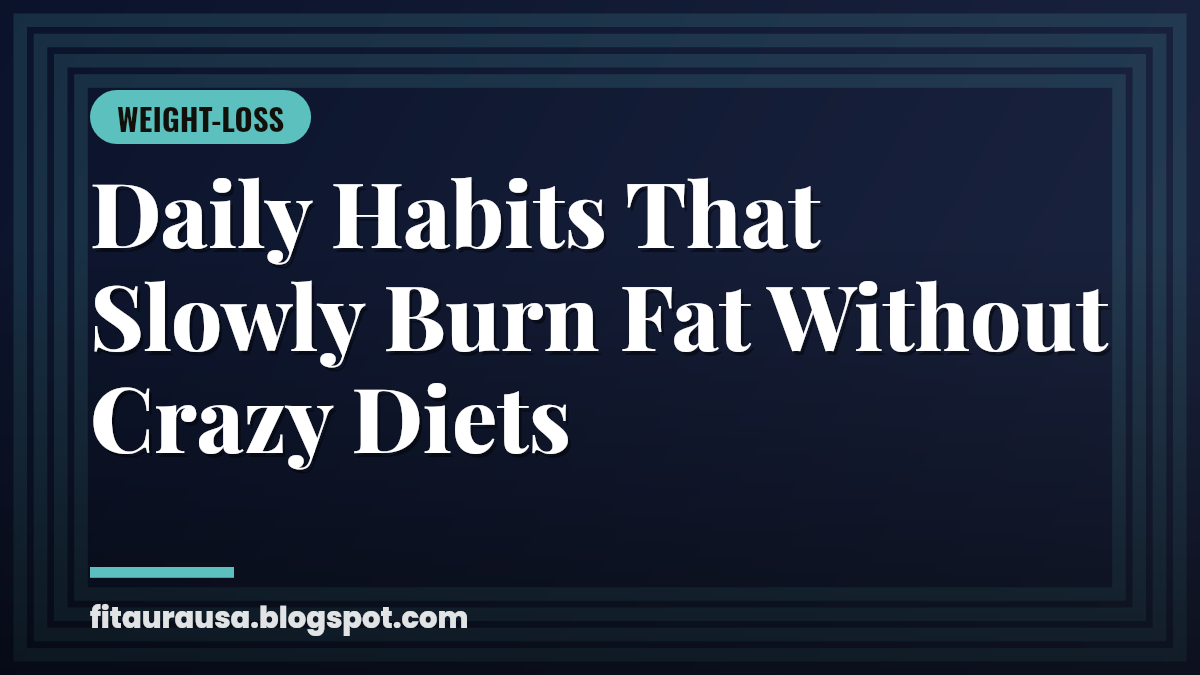 WEIGHT-LOSS
Daily Habits That
Slowly Burn Fat Without
Crazy Diets
fitaurausa.blogspot.com